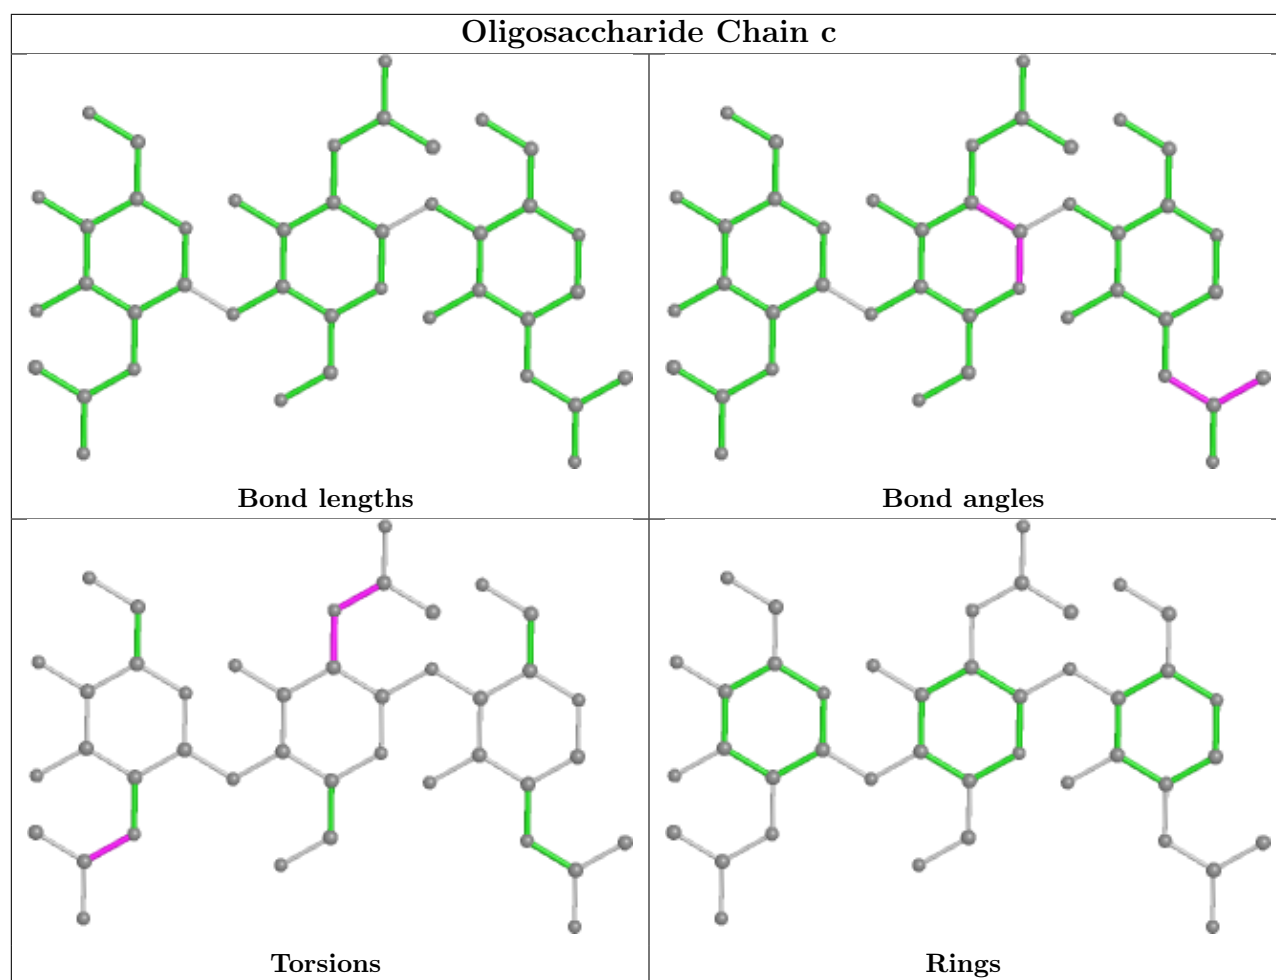 Oligosaccharide Chain c
Bond lengths
Bond angles
Torsions
Rings